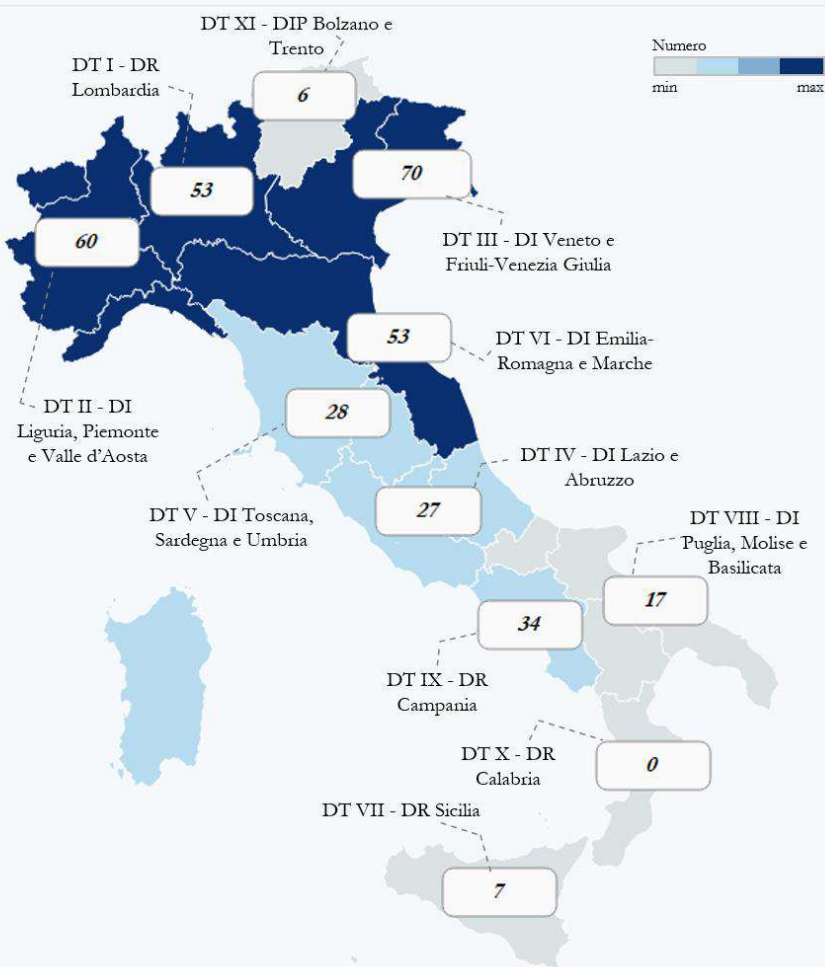 DT XI - DIP Bolzano e
Trento
Numero
min
max
DT I - DR
Lombardia
6
53
70
60
DT III - DI Veneto e
Friuli-Venezia Giulia
53
DT VI - DI Emilia-
Romagna e Marche
28
DT II - DI
Liguria, Piemonte
e Valle d'Aosta
DT IV - DI Lazio e
Abruzzo
27
DT V - DI Toscana,
Sardegna e Umbria
DT VIII - DI
Puglia, Molise e
Basilicata
17
34
DT IX - DR
Campania
DT X - DR
Calabria
0
DT VII - DR Sicilia
7